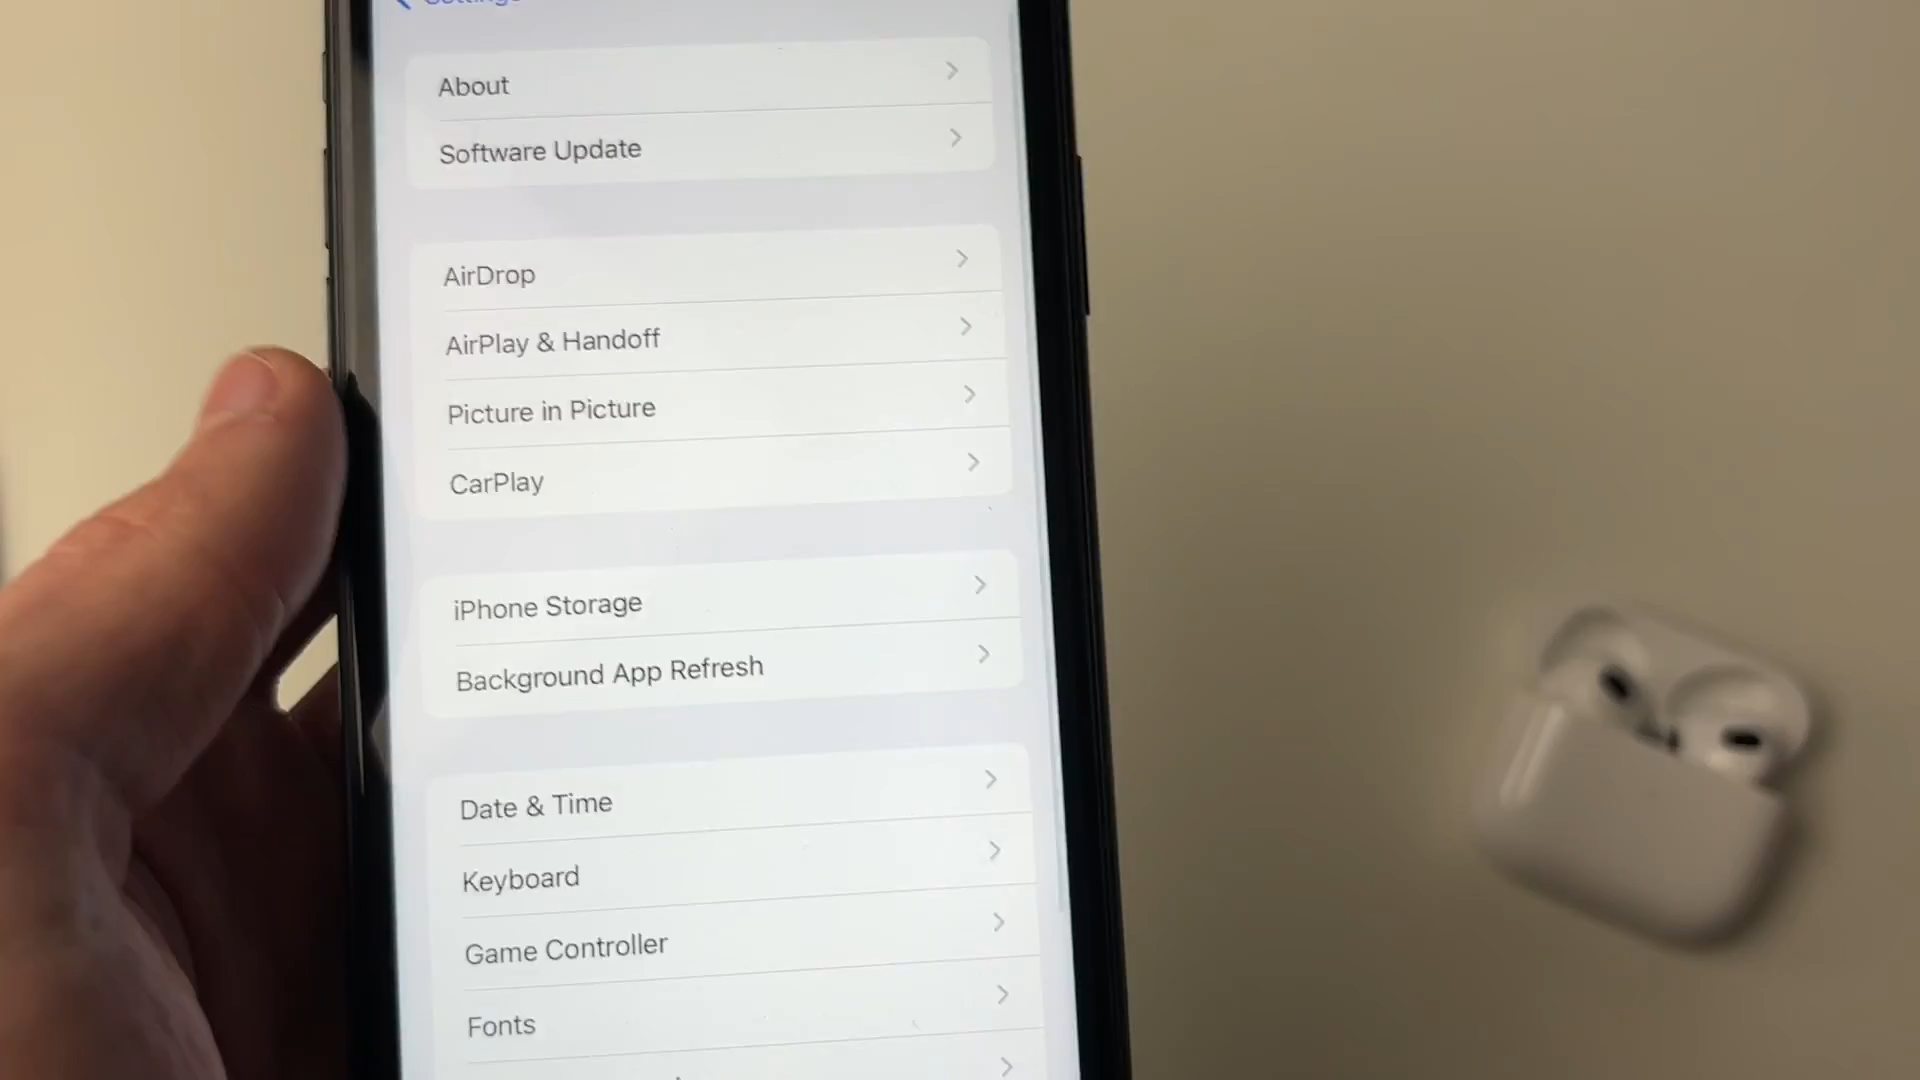 Settings
About
Software Update
AirDrop
AirPlay & Handoff
Picture in Picture
CarPlay
iPhone Storage
Background App Refresh
Date & Time
Keyboard
Game Controller
Fonts